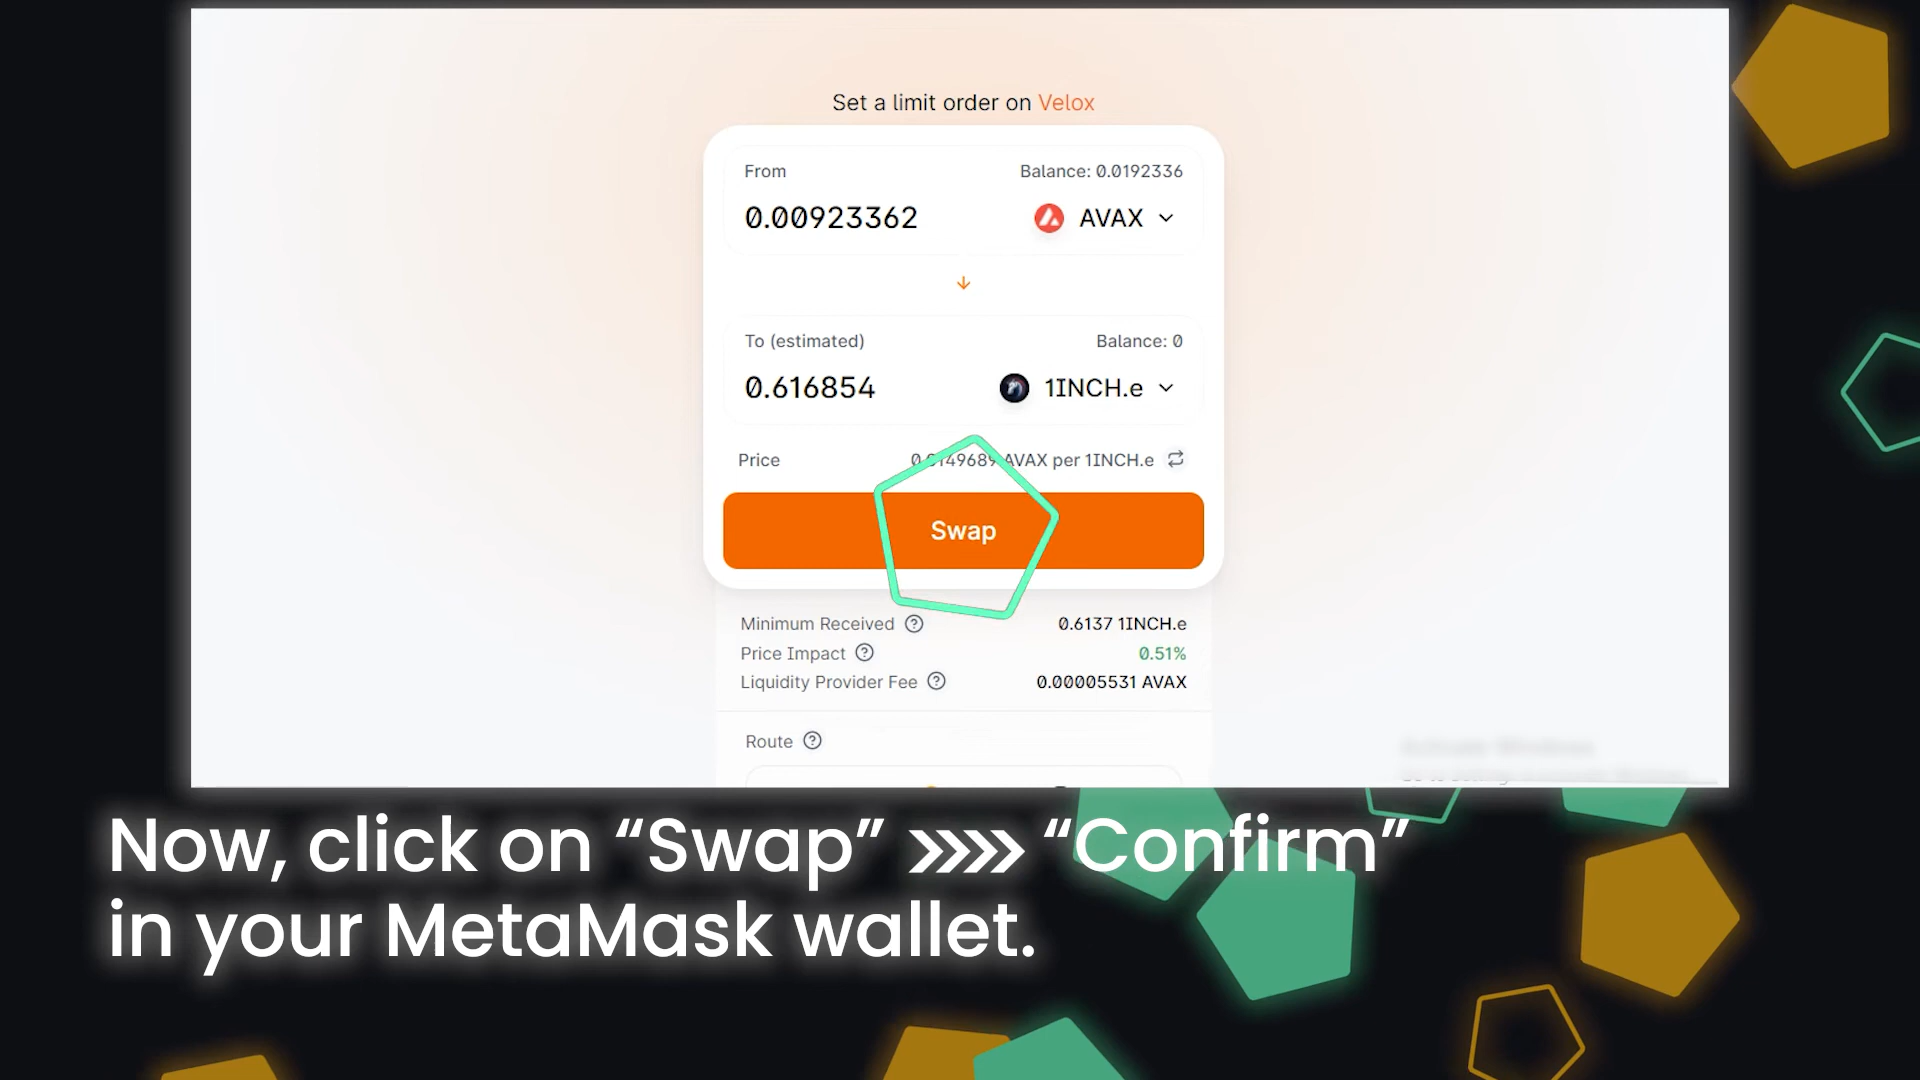 Set a limit order on Velox
From
Balance: 0.0192336
0.00923362
AVAX
To (estimated)
Balance: 0
0.616854
1INCH.e
Price
0.0149689 AVAX per 1INCH.e
Swap
Minimum Received
0.6137 1INCH.e
Price Impact
0.51%
Liquidity Provider Fee
0.00005531 AVAX
Route
Now, click on “Swap” »»» “Confirm”
in your MetaMask wallet.